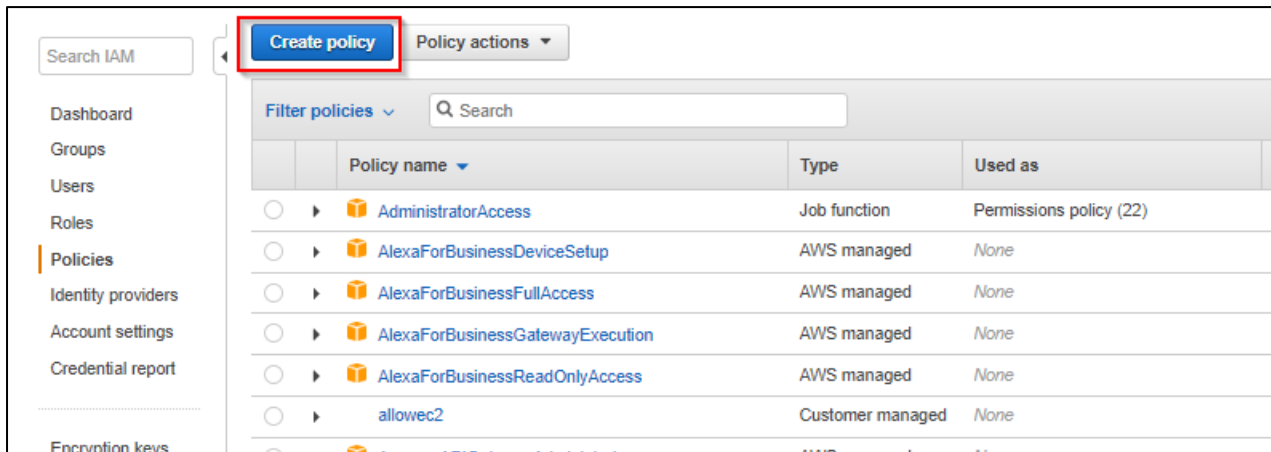 Search IAM
Dashboard
Groups
Users
Roles
Policies
Identity providers
Account settings
Credential report
Encryption keys
Create policy Policy actions
Filter policies Search
Policy name Type Used as
AdministratorAccess Job function Permissions policy (22)
AlexaForBusinessDeviceSetup AWS managed None
AlexaForBusinessFullAccess AWS managed None
AlexaForBusinessGatewayExecution AWS managed None
AlexaForBusinessReadOnlyAccess AWS managed None
allowec2 Customer managed None